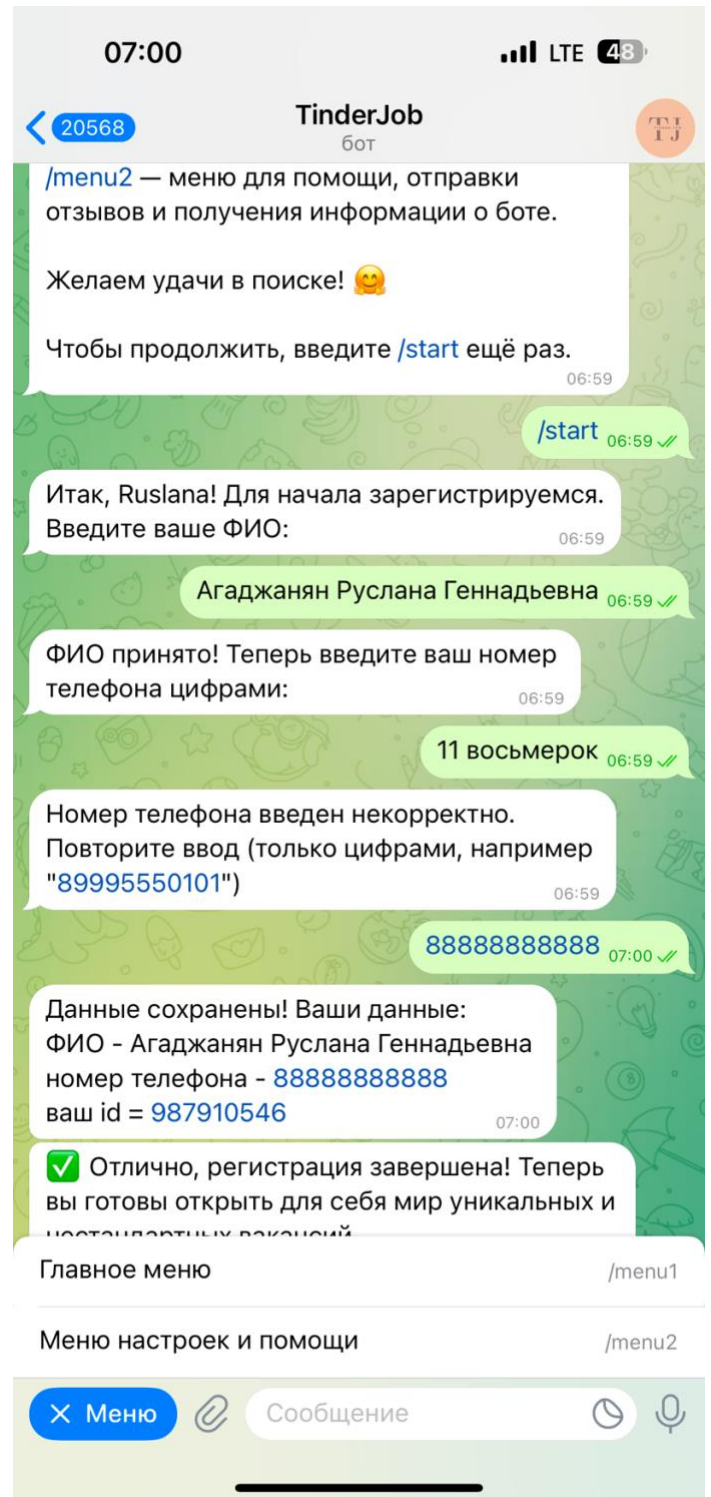 07:00
LTE 48
20568
TinderJob
бот
TJ
/menu2 — меню для помощи, отправки
отзывов и получения информации о боте.
Желаем удачи в поиске! 🤗
Чтобы продолжить, введите /start ещё раз.
06:59
/start 06:59
Итак, Ruslana! Для начала зарегистрируемся.
Введите ваше ФИО:
06:59
Агаджанян Руслана Геннадьевна 06:59
ФИО принято! Теперь введите ваш номер
телефона цифрами:
06:59
11 восьмерок 06:59
Номер телефона введен некорректно.
Повторите ввод (только цифрами, например
"89995550101")
06:59
88888888888 07:00
Данные сохранены! Ваши данные:
ФИО - Агаджанян Руслана Геннадьевна
номер телефона - 88888888888
ваш id = 987910546
07:00
✅ Отлично, регистрация завершена! Теперь
вы готовы открыть для себя мир уникальных и
нестандартных вакансий
Главное меню /menu1
Меню настроек и помощи /menu2
Меню
Сообщение